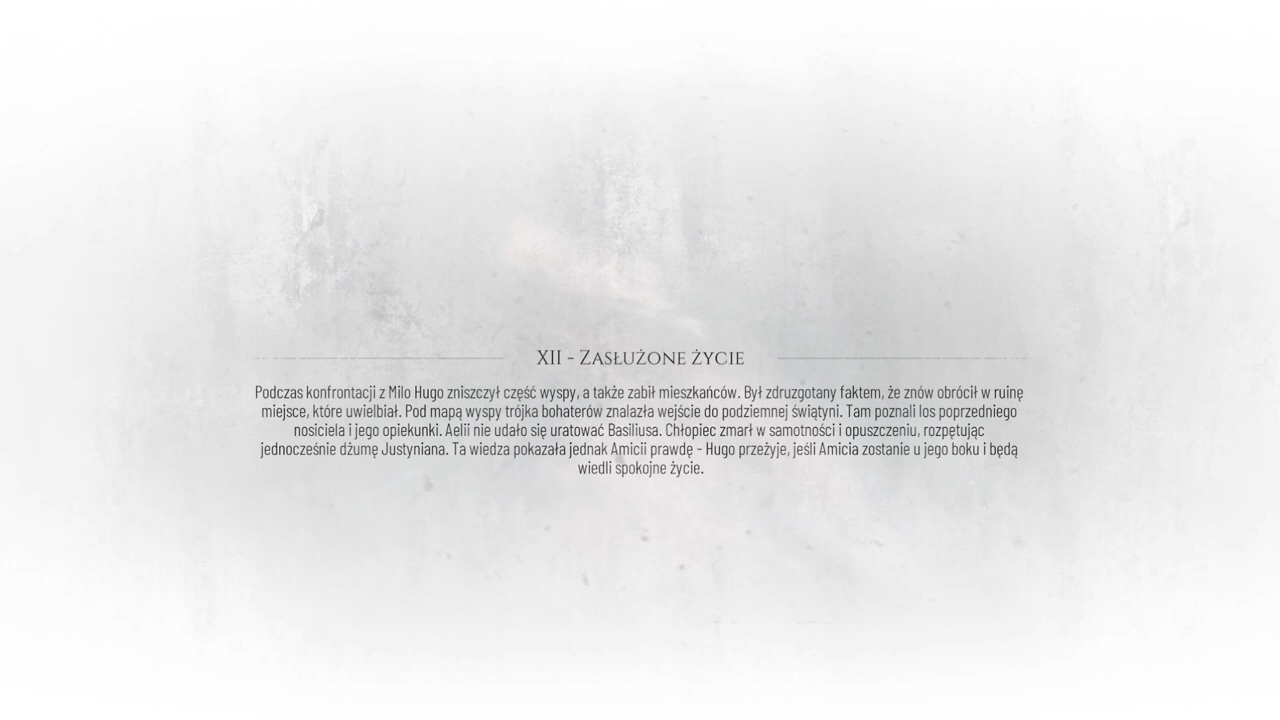 XII - Zasłużone życie
Podczas konfrontacji z Milo Hugo zniszczył część wyspy, a także zabił mieszkańców. Był zdruzgotany faktem, że znów obrócił w ruinę
miejsce, które uwielbiał. Pod mapą wyspy trójka bohaterów znalazła wejście do podziemnej świątyni. Tam poznali los poprzedniego
nosiciela i jego opiekunki. Aelii nie udało się uratować Basiliusa. Chłopiec zmarł w samotności i opuszczeniu, rozpętując
jednocześnie dżumę Justyniana. Ta wiedza pokazała jednak Amicii prawdę - Hugo przeżyje, jeśli Amicia zostanie u jego boku i będą
wiedli spokojne życie.